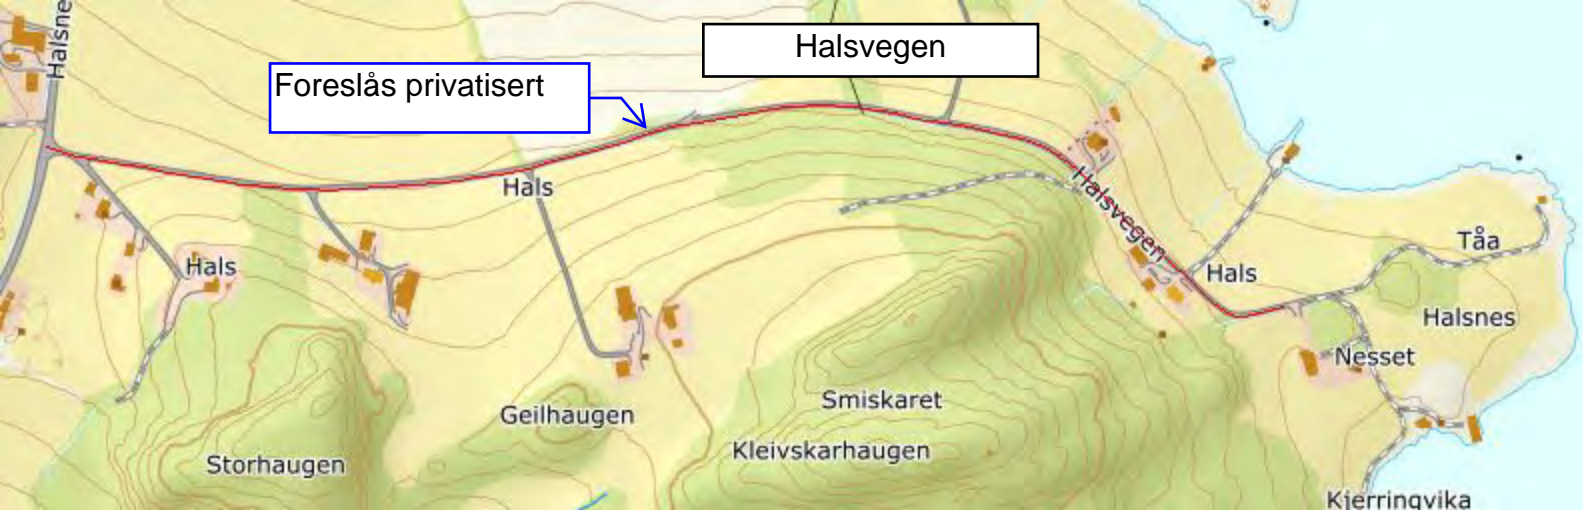 Halsne
Halsvegen
Foreslås privatisert
Hals
Halsvegen
Hals
Hals
Tåa
Halsnes
Nesset
Smiskaret
Geilhaugen
Kleivskarhaugen
Storhaugen
Kjerringvika